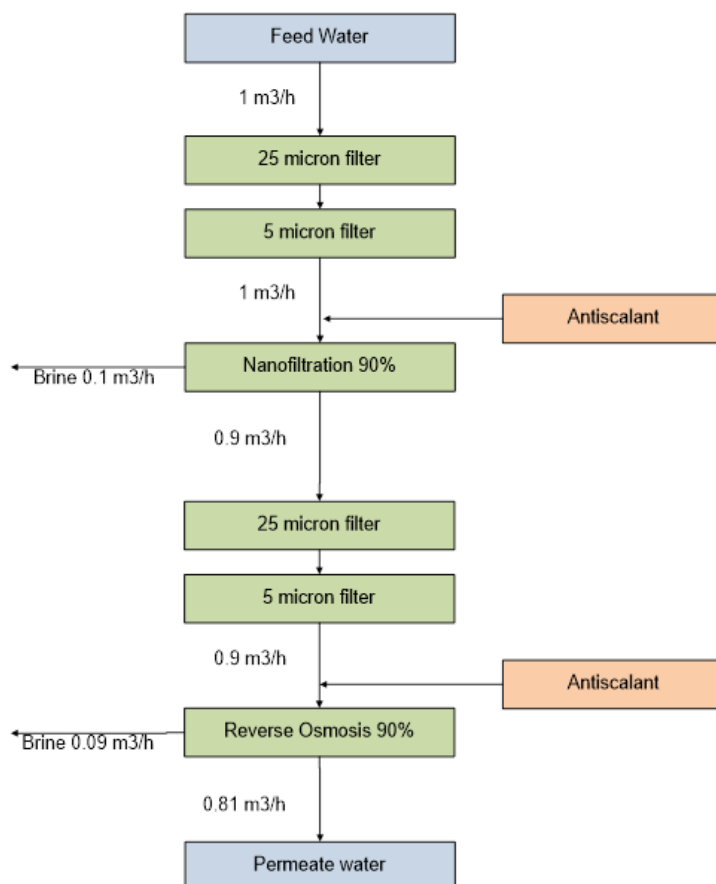 Feed Water
1 m3/h
25 micron filter
5 micron filter
1 m3/h
Antiscalant
Nanofiltration 90%
Brine 0.1 m3/h
0.9 m3/h
25 micron filter
5 micron filter
0.9 m3/h
Antiscalant
Reverse Osmosis 90%
Brine 0.09 m3/h
0.81 m3/h
Permeate water